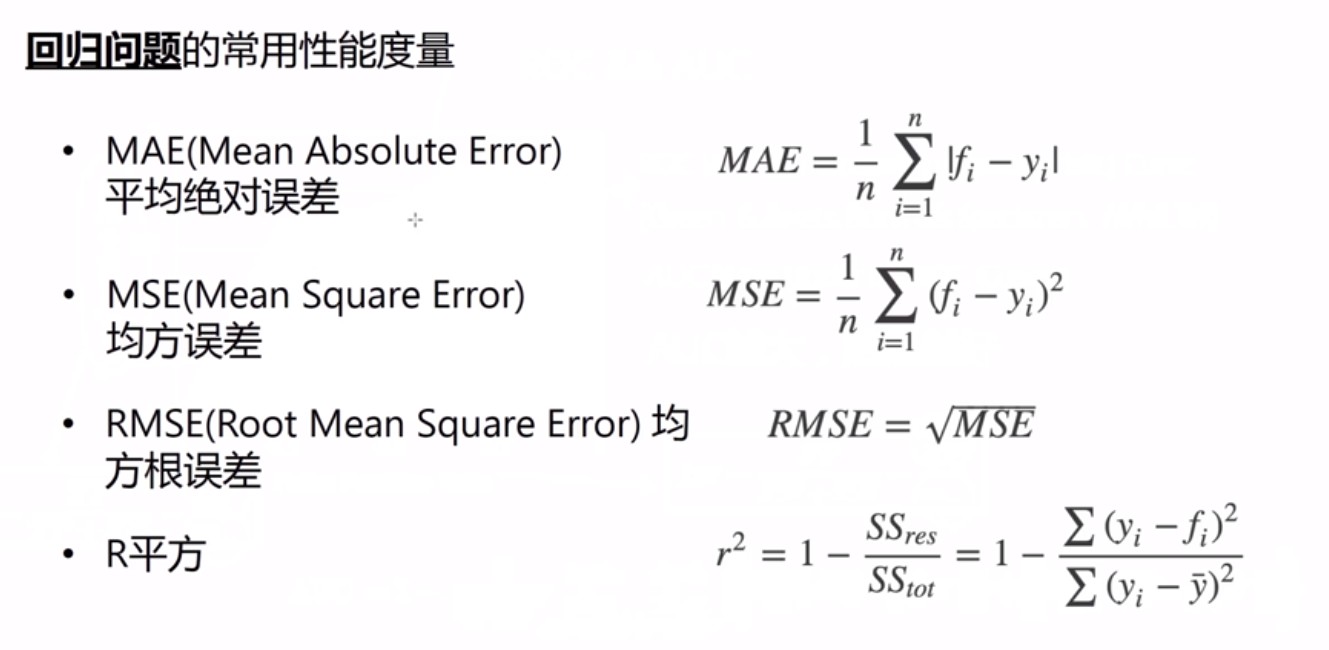 回归问题的常用性能度量
• MAE(Mean Absolute Error)
平均绝对误差
MAE = \frac{1}{n} \sum_{i=1}^{n} |f_i - y_i|
• MSE(Mean Square Error)
均方误差
MSE = \frac{1}{n} \sum_{i=1}^{n} (f_i - y_i)^2
• RMSE(Root Mean Square Error) 均
方根误差
RMSE = \sqrt{MSE}
• R平方
r^2 = 1 - \frac{SS_{res}}{SS_{tot}} = 1 - \frac{\sum (y_i - f_i)^2}{\sum (y_i - \bar{y})^2}